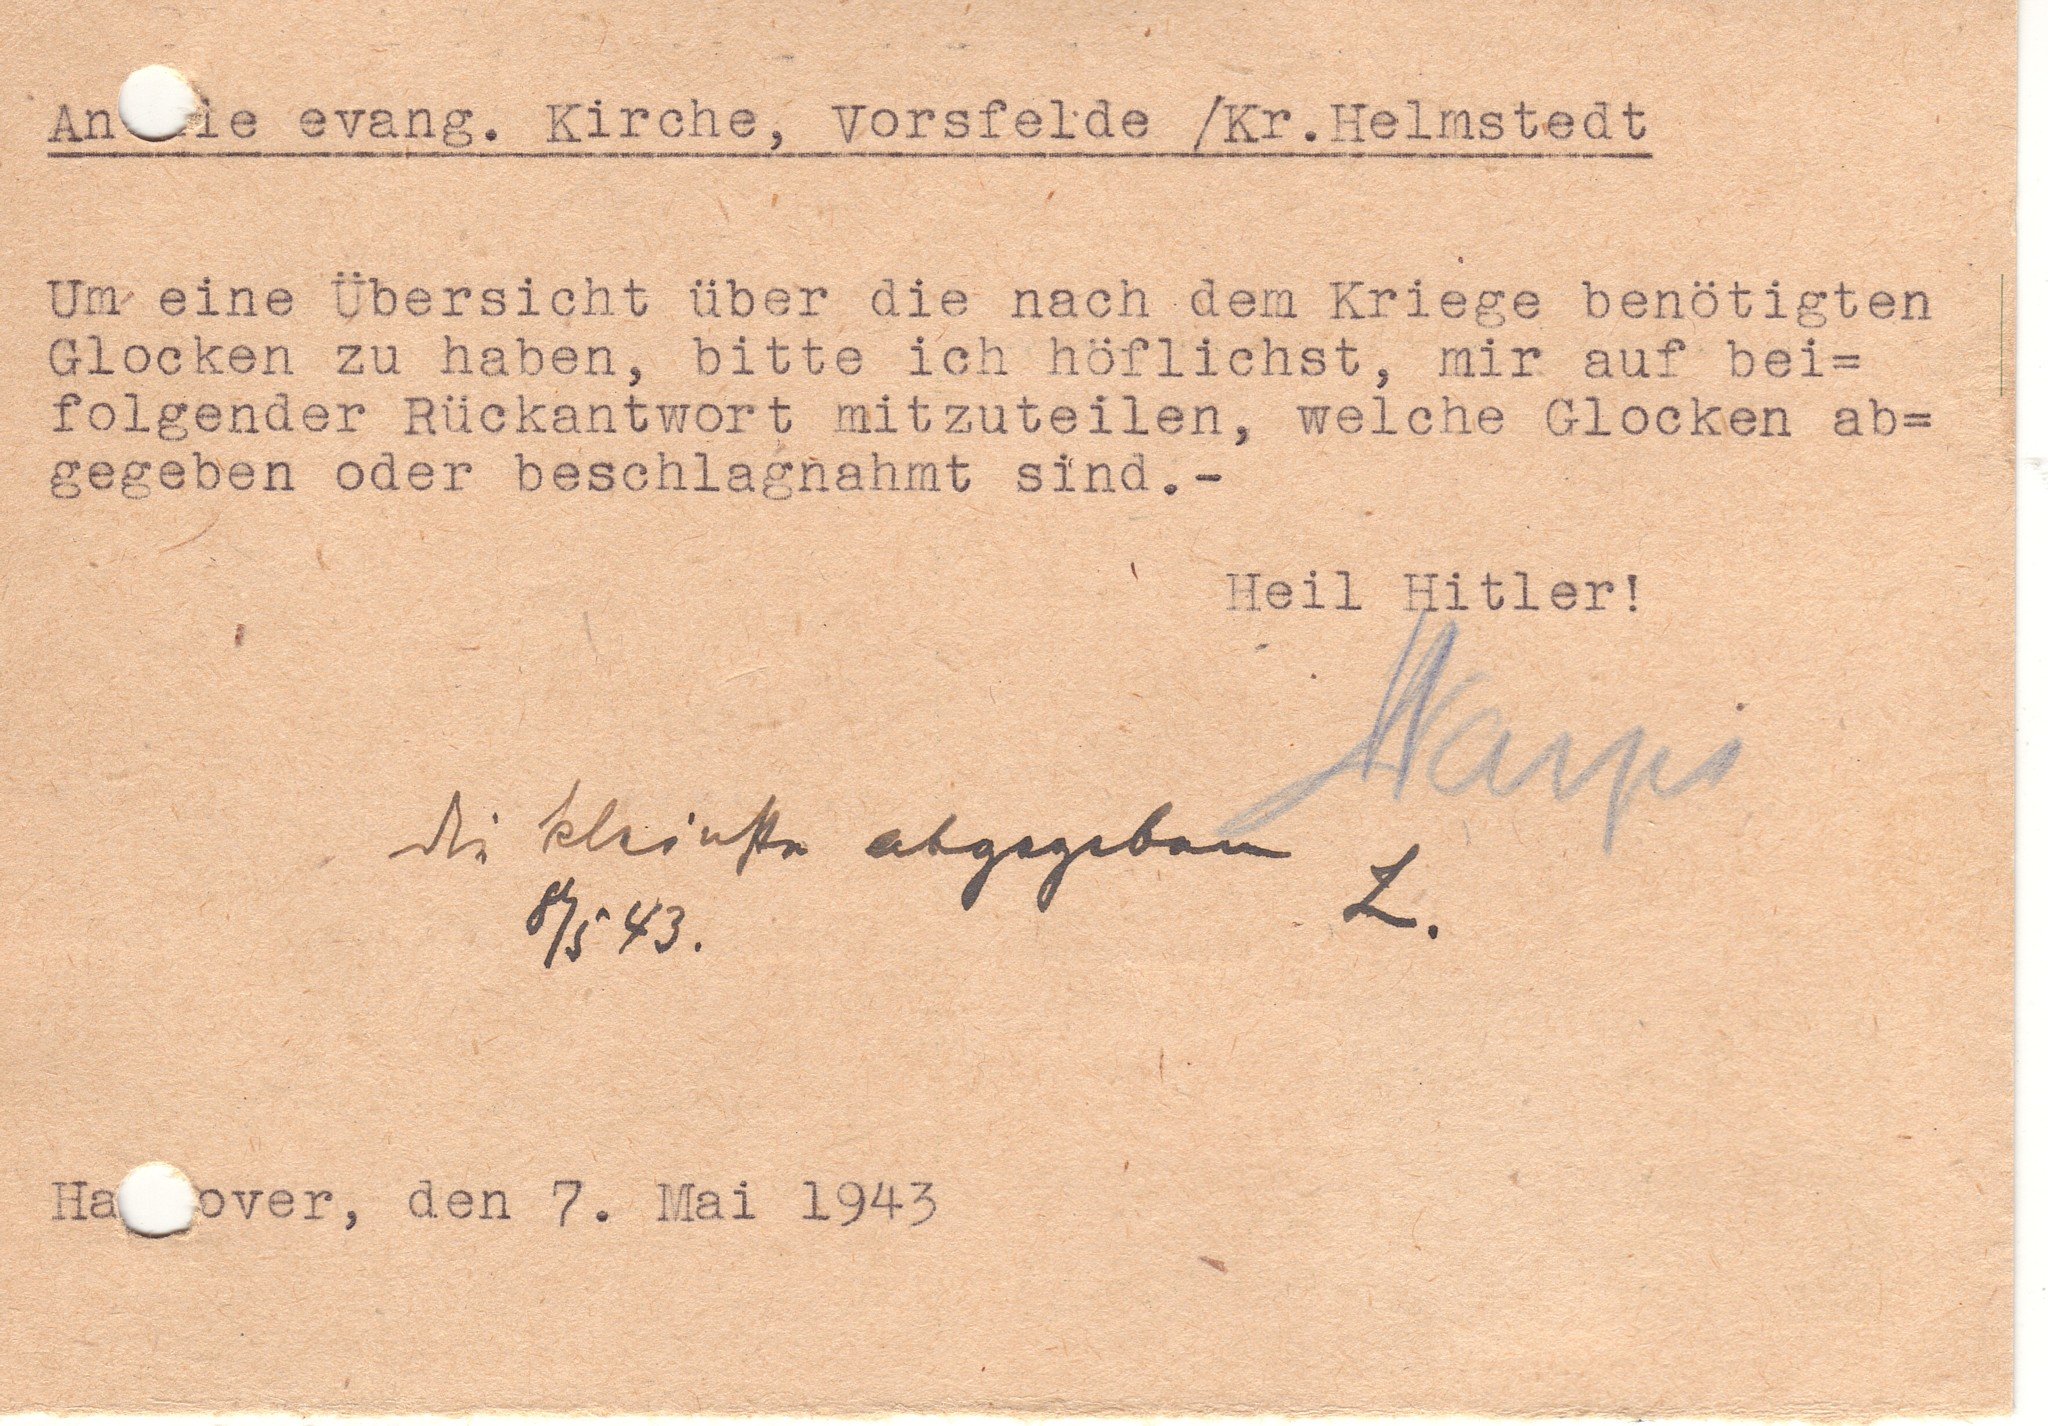 An die evang. Kirche, Vorsfelde /Kr.Helmstedt
Um eine Übersicht über die nach dem Kriege benötigten
Glocken zu haben, bitte ich höflichst, mir auf bei=
folgender Rückantwort mitzuteilen, welche Glocken ab=
gegeben oder beschlagnahmt sind.-
Heil Hitler!
die kleinste abgegeben L.
8/5 43.
Hannover, den 7. Mai 1943